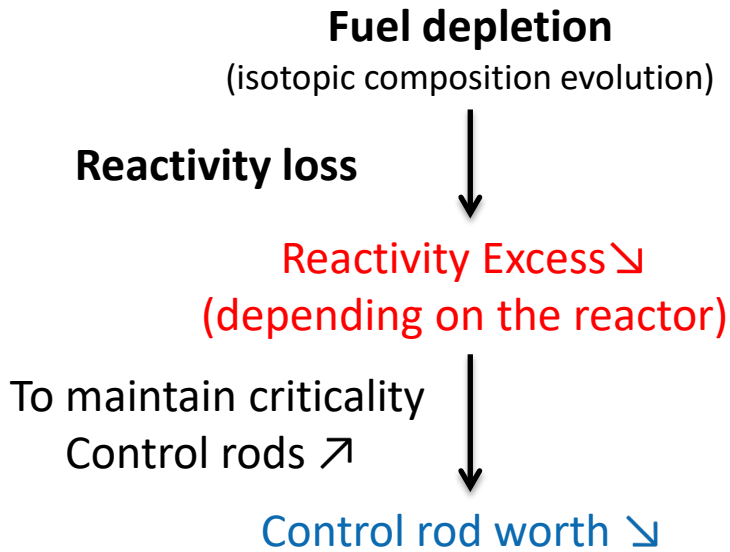 Fuel depletion
(isotopic composition evolution)
Reactivity loss
Reactivity Excess↘
(depending on the reactor)
To maintain criticality
Control rods ↗
Control rod worth ↘